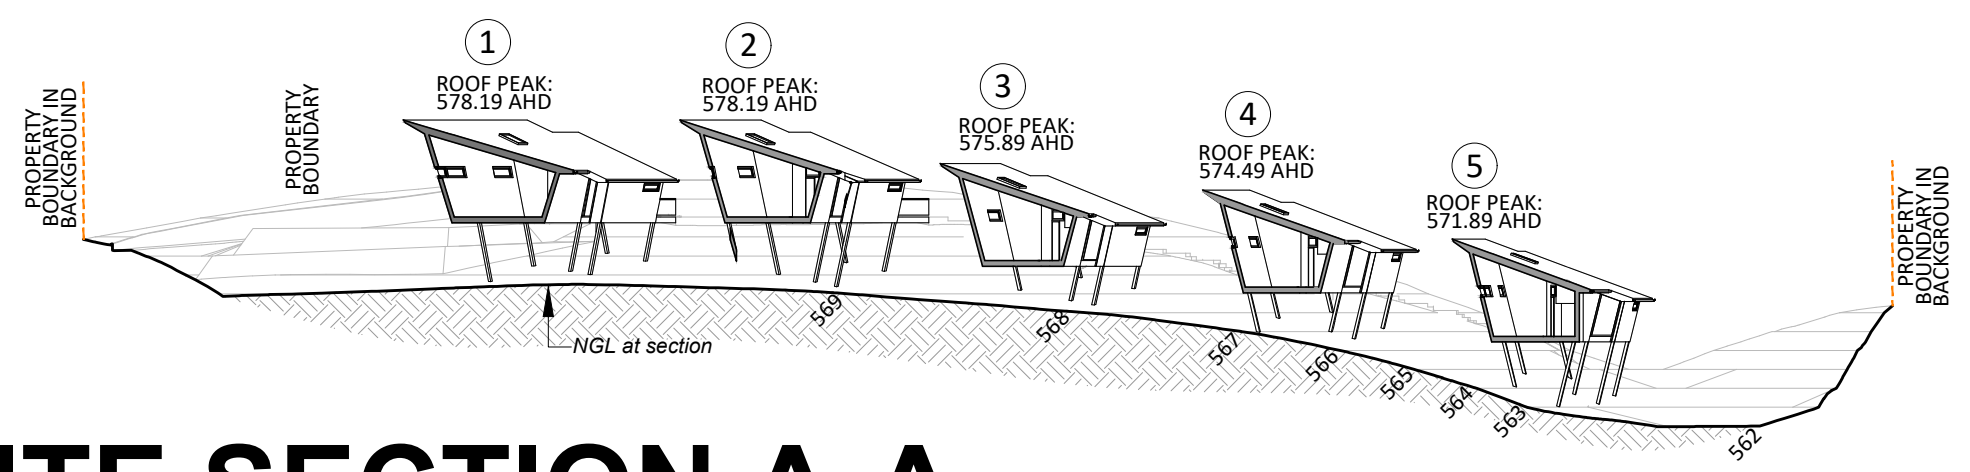 1
ROOF PEAK:
578.19 AHD
2
ROOF PEAK:
578.19 AHD
3
ROOF PEAK:
575.89 AHD
4
ROOF PEAK:
574.49 AHD
5
ROOF PEAK:
571.89 AHD
PROPERTY
BOUNDARY IN
BACKGROUND
PROPERTY
BOUNDARY
PROPERTY
BOUNDARY IN
BACKGROUND
NGL at section
569
568
567
566
565
564
563
562
SECTION A-A